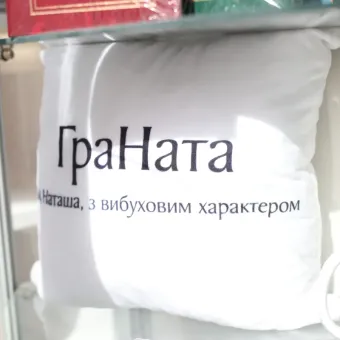 ГраНата
Наташа, з вибуховим характером